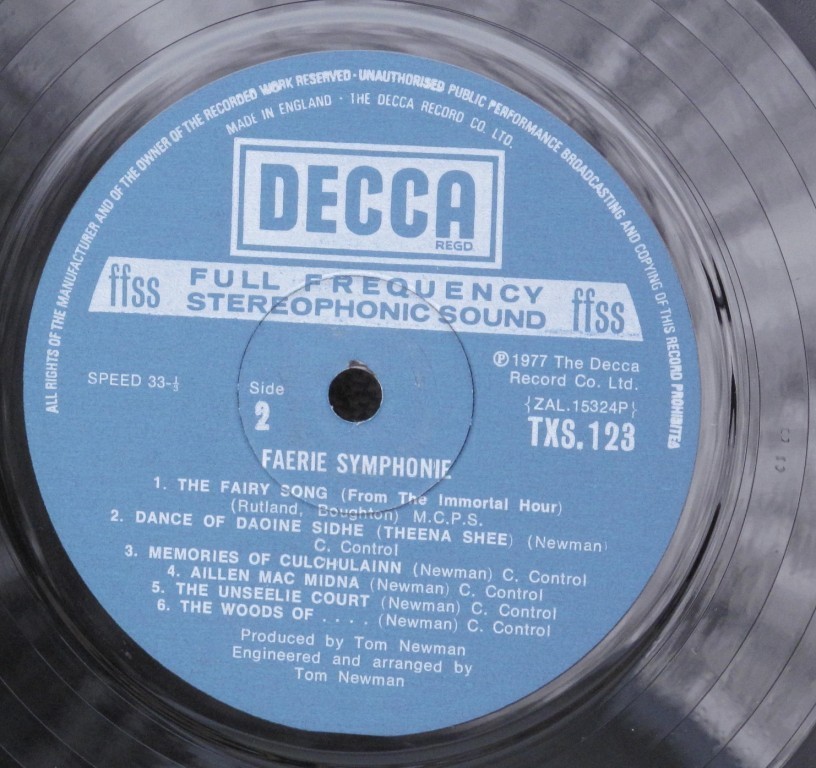 ALL RIGHTS OF THE MANUFACTURER AND OF THE OWNER OF THE RECORDED WORK RESERVED · UNAUTHORISED PUBLIC PERFORMANCE BROADCASTING AND COPYING OF THIS RECORD PROHIBITED
MADE IN ENGLAND · THE DECCA RECORD CO. LTD.
DECCA
REGD.
ffss FULL FREQUENCY ffss
STEREOPHONIC SOUND
SPEED 33-⅓
Side
2
Ⓟ1977 The Decca
Record Co. Ltd.
{ZAL.15324P}
TXS.123
FAERIE SYMPHONIE
1. THE FAIRY SONG (From The Immortal Hour)
(Rutland, Boughton) M.C.P.S.
2. DANCE OF DAOINE SIDHE (THEENA SHEE) (Newman)
C. Control
3. MEMORIES OF CULCHULAINN (Newman) C. Control
4. AILLEN MAC MIDNA (Newman) C. Control
5. THE UNSEELIE COURT (Newman) C. Control
6. THE WOODS OF . . . . (Newman) C. Control
Produced by Tom Newman
Engineered and arranged by
Tom Newman